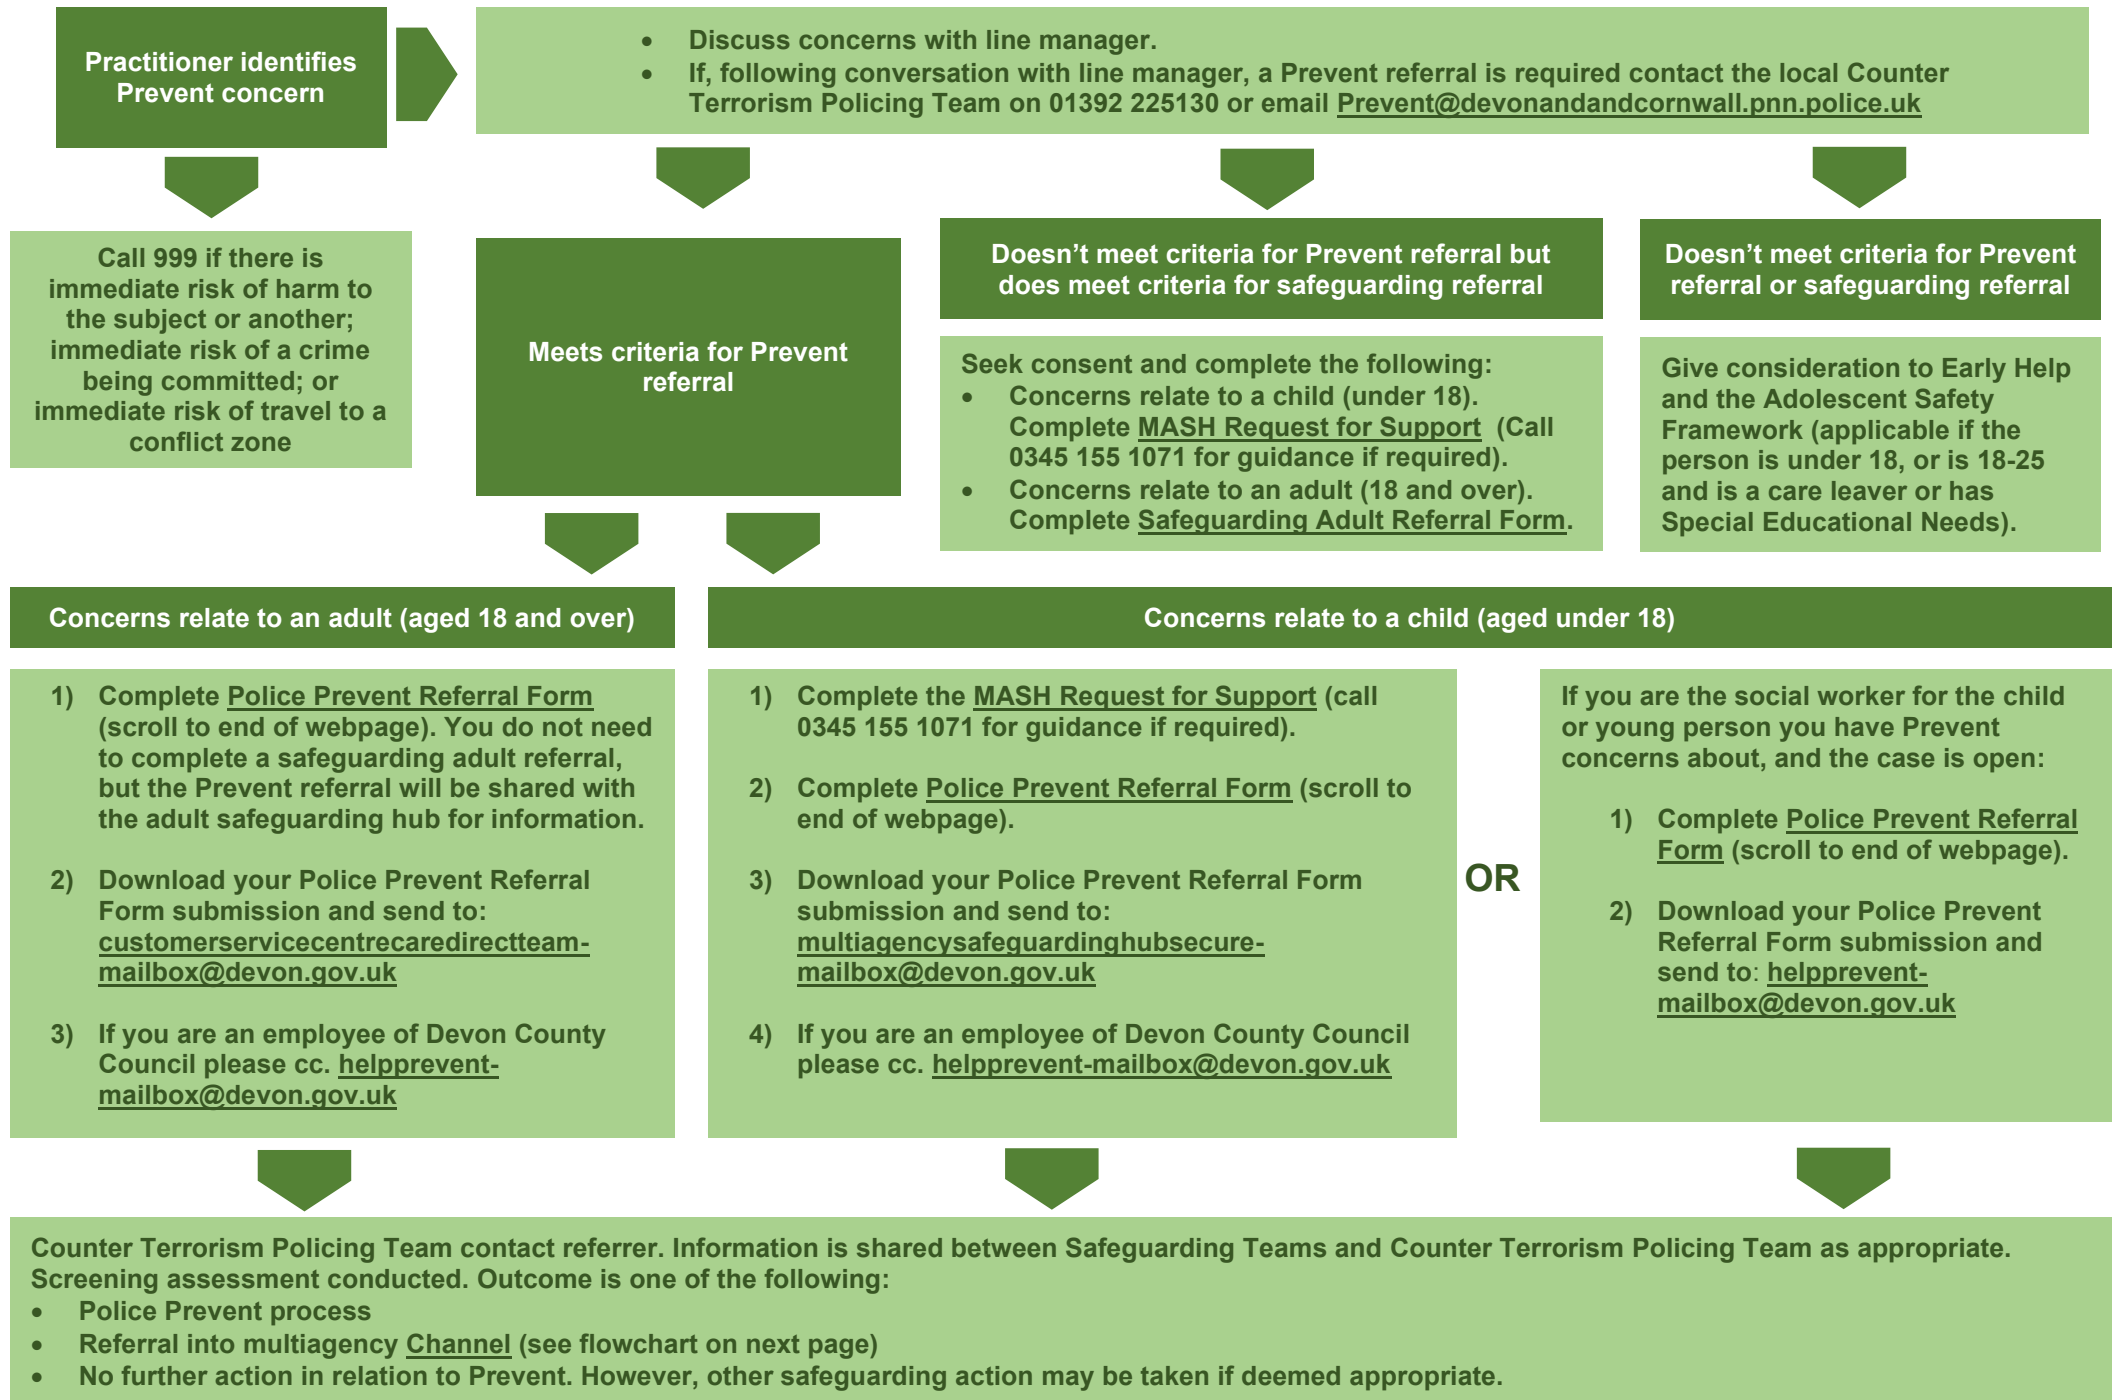 Practitioner identifies
Prevent concern
• Discuss concerns with line manager.
• If, following conversation with line manager, a Prevent referral is required contact the local Counter
Terrorism Policing Team on 01392 225130 or email Prevent@devonandandcornwall.pnn.police.uk
Call 999 if there is
immediate risk of harm to
the subject or another;
immediate risk of a crime
being committed; or
immediate risk of travel to a
conflict zone
Meets criteria for Prevent
referral
Doesn’t meet criteria for Prevent referral but
does meet criteria for safeguarding referral
Seek consent and complete the following:
• Concerns relate to a child (under 18).
Complete MASH Request for Support (Call
0345 155 1071 for guidance if required).
• Concerns relate to an adult (18 and over).
Complete Safeguarding Adult Referral Form.
Doesn’t meet criteria for Prevent
referral or safeguarding referral
Give consideration to Early Help
and the Adolescent Safety
Framework (applicable if the
person is under 18, or is 18-25
and is a care leaver or has
Special Educational Needs).
Concerns relate to an adult (aged 18 and over)
1) Complete Police Prevent Referral Form
(scroll to end of webpage). You do not need
to complete a safeguarding adult referral,
but the Prevent referral will be shared with
the adult safeguarding hub for information.
2) Download your Police Prevent Referral
Form submission and send to:
customerservicecentrecaredirectteam-
mailbox@devon.gov.uk
3) If you are an employee of Devon County
Council please cc. helpprevent-
mailbox@devon.gov.uk
Concerns relate to a child (aged under 18)
1) Complete the MASH Request for Support (call
0345 155 1071 for guidance if required).
2) Complete Police Prevent Referral Form (scroll to
end of webpage).
3) Download your Police Prevent Referral Form
submission and send to:
multiagencysafeguardinghubsecure-
mailbox@devon.gov.uk
4) If you are an employee of Devon County Council
please cc. helpprevent-mailbox@devon.gov.uk
OR
If you are the social worker for the child
or young person you have Prevent
concerns about, and the case is open:
1) Complete Police Prevent Referral
Form (scroll to end of webpage).
2) Download your Police Prevent
Referral Form submission and
send to: helpprevent-
mailbox@devon.gov.uk
Counter Terrorism Policing Team contact referrer. Information is shared between Safeguarding Teams and Counter Terrorism Policing Team as appropriate.
Screening assessment conducted. Outcome is one of the following:
• Police Prevent process
• Referral into multiagency Channel (see flowchart on next page)
• No further action in relation to Prevent. However, other safeguarding action may be taken if deemed appropriate.